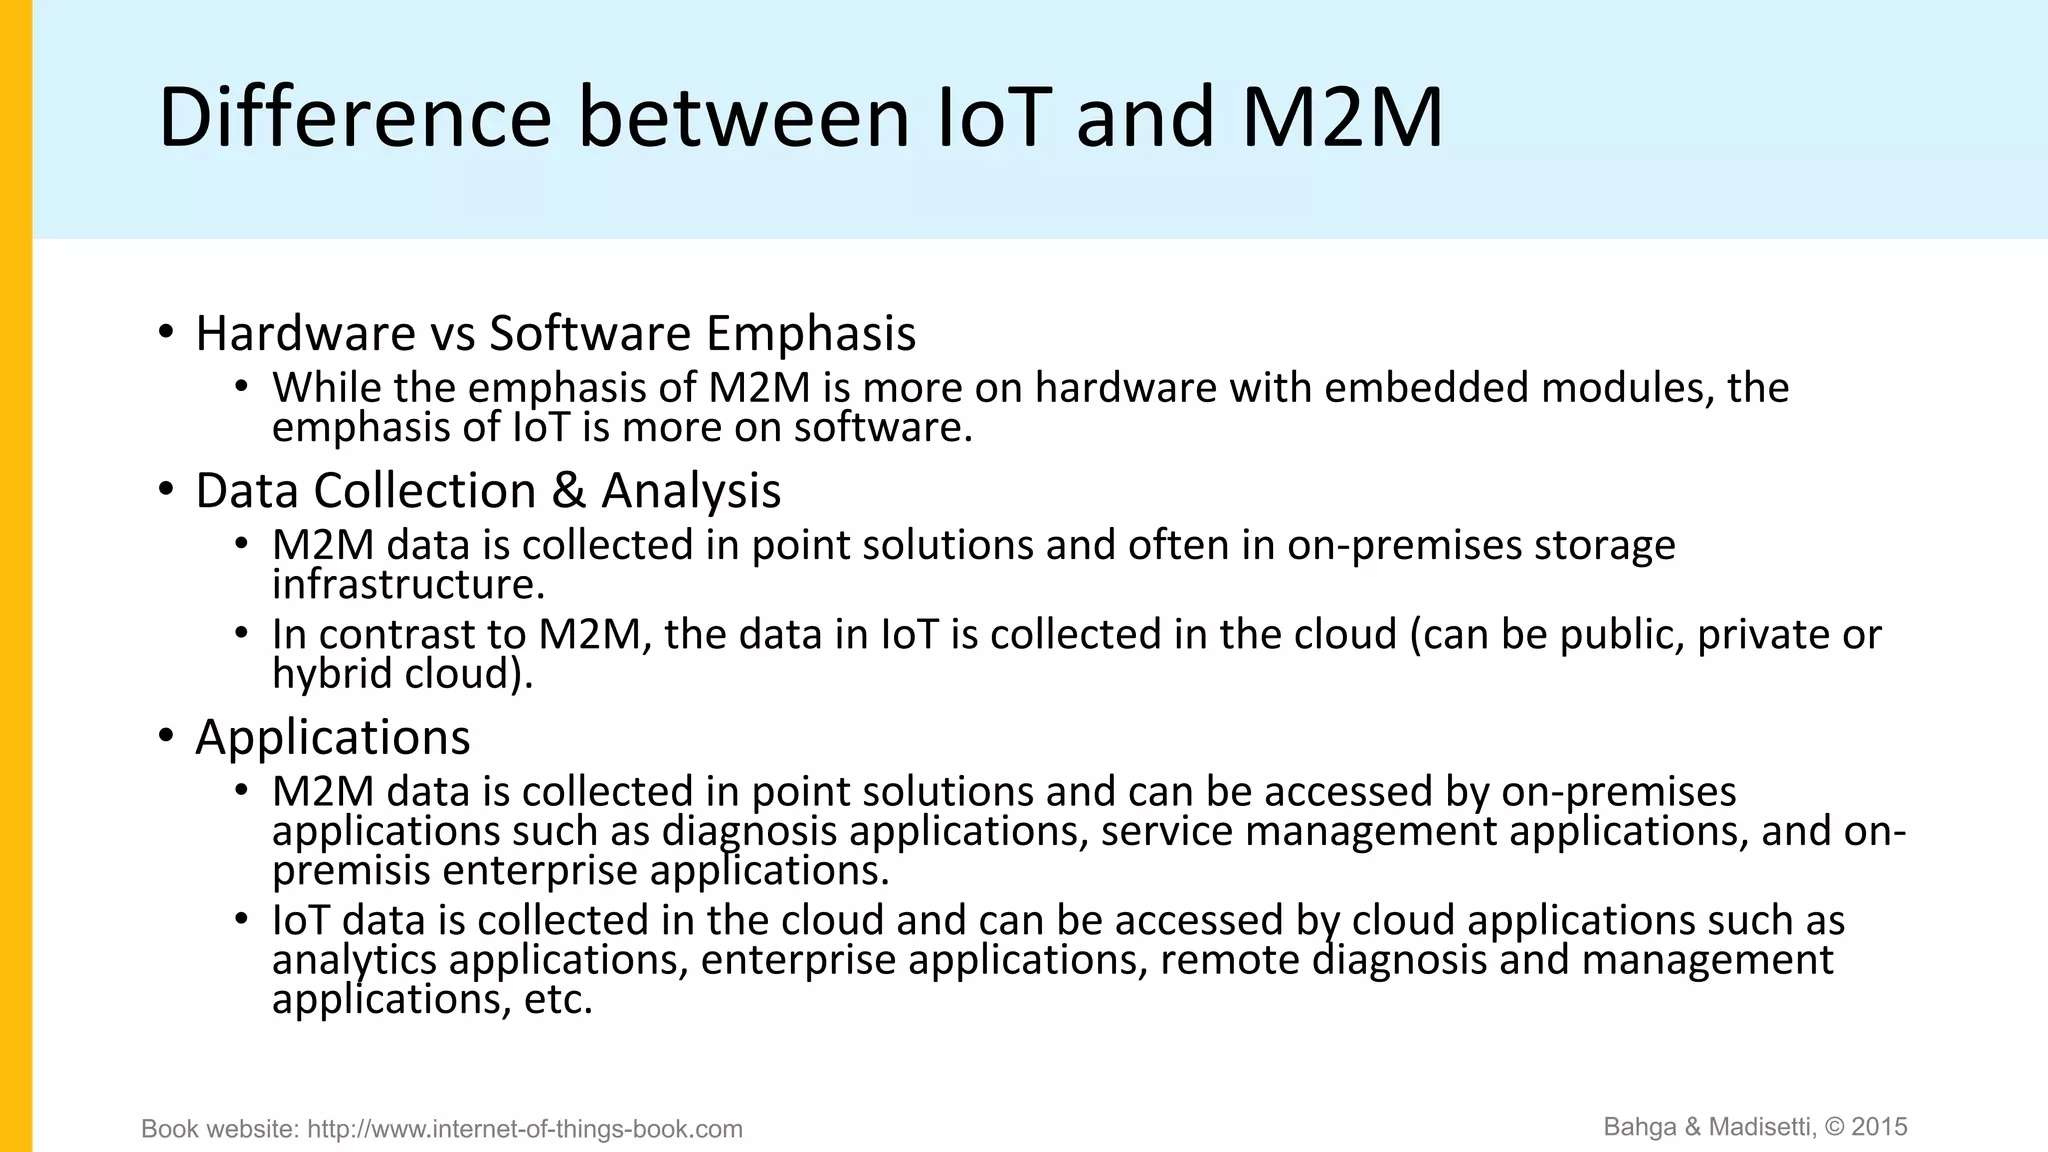 Difference between IoT and M2M
• Hardware vs Software Emphasis
• While the emphasis of M2M is more on hardware with embedded modules, the
emphasis of IoT is more on software.
• Data Collection & Analysis
• M2M data is collected in point solutions and often in on-premises storage
infrastructure.
• In contrast to M2M, the data in IoT is collected in the cloud (can be public, private or
hybrid cloud).
• Applications
• M2M data is collected in point solutions and can be accessed by on-premises
applications such as diagnosis applications, service management applications, and on-
premisis enterprise applications.
• IoT data is collected in the cloud and can be accessed by cloud applications such as
analytics applications, enterprise applications, remote diagnosis and management
applications, etc.
Book website: http://www.internet-of-things-book.com
Bahga & Madisetti, © 2015